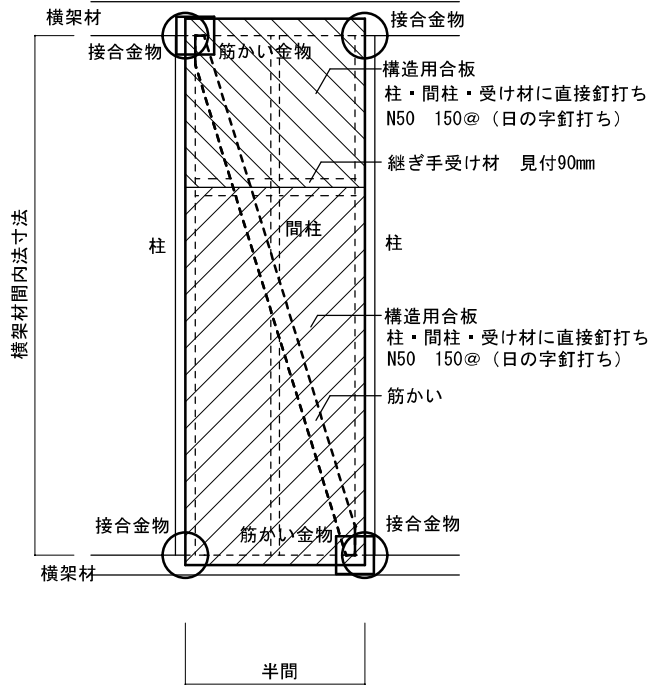 横架材
接合金物
接合金物
筋かい金物
構造用合板
柱・間柱・受け材に直接釘打ち
N50 150@（日の字釘打ち）
継ぎ手受け材 見付90mm
間柱
柱
柱
横架材間内法寸法
構造用合板
柱・間柱・受け材に直接釘打ち
N50 150@（日の字釘打ち）
筋かい
接合金物
筋かい金物
接合金物
横架材
半間